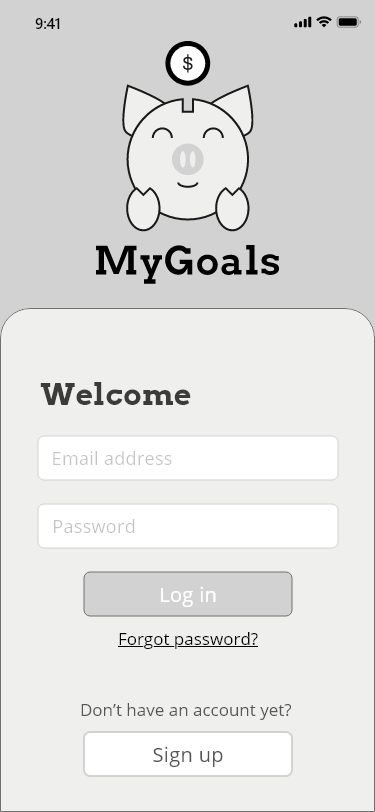 9:41
$
MyGoals
Welcome
Email address
Password
Log in
Forgot password?
Don’t have an account yet?
Sign up